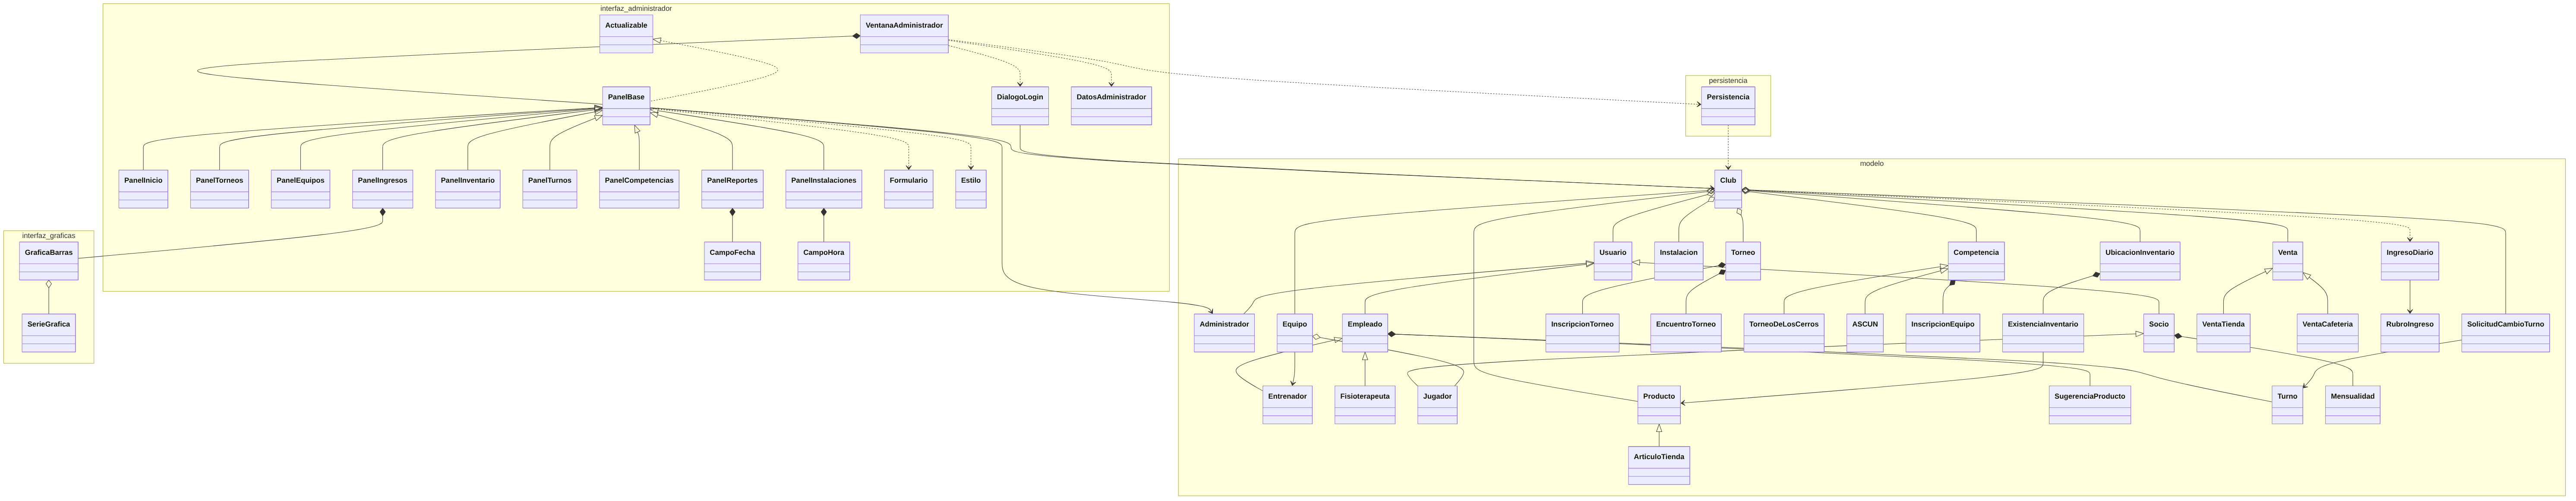 interfaz_administrador
Actualizable
VentanaAdministrador
PanelBase
DialogoLogin
DatosAdministrador
persistencia
Persistencia
modelo
PanelInicio
PanelTorneos
PanelEquipos
PanelIngresos
PanelInventario
PanelTurnos
PanelCompetencias
PanelReportes
PanelInstalaciones
Formulario
Estilo
Club
interfaz_graficas
GraficaBarras
CampoFecha
CampoHora
Usuario
Instalacion
Torneo
Competencia
UbicacionInventario
Venta
IngresoDiario
SerieGrafica
Administrador
Equipo
Empleado
InscripcionTorneo
EncuentroTorneo
TorneoDeLosCerros
ASCUN
InscripcionEquipo
ExistenciaInventario
Socio
VentaTienda
VentaCafeteria
RubroIngreso
SolicitudCambioTurno
Entrenador
Fisioterapeuta
Jugador
Producto
SugerenciaProducto
Turno
Mensualidad
ArticuloTienda